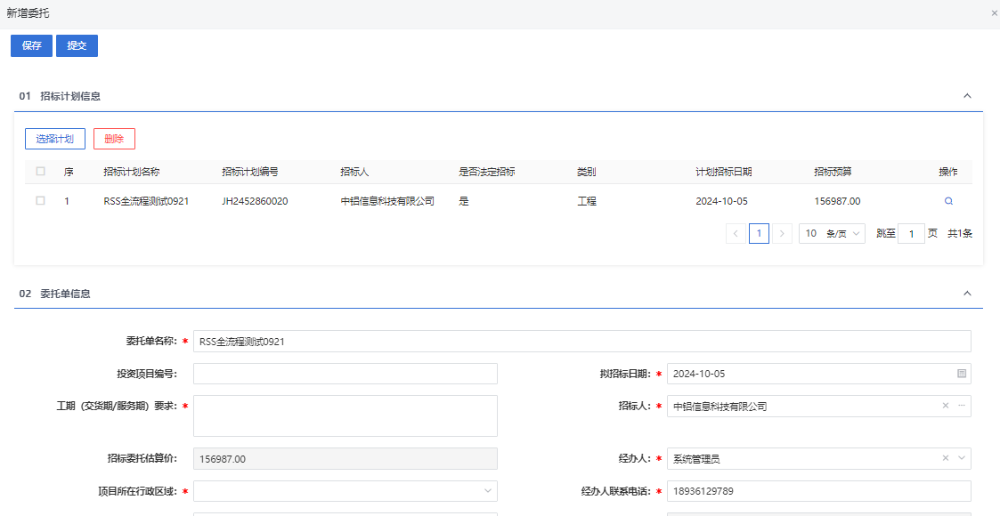 新增委托
保存 提交
01 招标计划信息
选择计划 删除
序 招标计划名称 招标计划编号 招标人 是否法定招标 类别 计划招标日期 招标预算 操作
1 RSS全流程测试0921 JH2452860020 中铝信息科技有限公司 是 工程 2024-10-05 156987.00
1 10 条/页 跳至 1 页 共1条
02 委托单信息
委托单名称: * RSS全流程测试0921
投资项目编号: 拟招标日期: * 2024-10-05
工期（交货期/服务期）要求: * 招标人: * 中铝信息科技有限公司
招标委托估算价: 156987.00 经办人: * 系统管理员
项目所在行政区域: * 经办人联系电话: * 18936129789